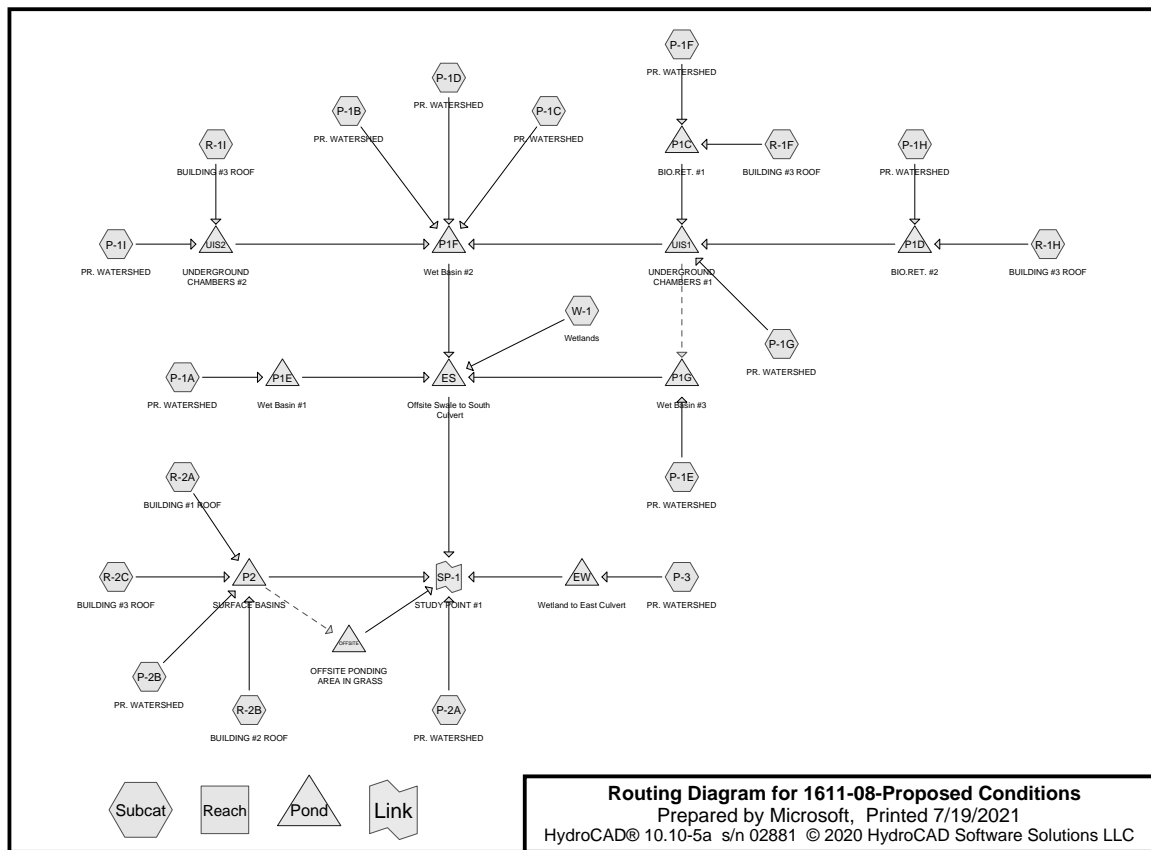 P-1F
PR. WATERSHED
P-1D
PR. WATERSHED
P-1B
PR. WATERSHED
P-1C
PR. WATERSHED
R-1I
BUILDING #3 ROOF
P1C
BIO.RET. #1
R-1F
BUILDING #3 ROOF
P-1H
PR. WATERSHED
P-1I
PR. WATERSHED
UIS2
UNDERGROUND
CHAMBERS #2
P1F
Wet Basin #2
UIS1
UNDERGROUND
CHAMBERS #1
P1D
BIO.RET. #2
R-1H
BUILDING #3 ROOF
W-1
Wetlands
P-1G
PR. WATERSHED
P-1A
PR. WATERSHED
P1E
Wet Basin #1
ES
Offsite Swale to South
Culvert
P1G
Wet Basin #3
P-1E
PR. WATERSHED
R-2A
BUILDING #1 ROOF
R-2C
BUILDING #3 ROOF
P2
SURFACE BASINS
SP-1
STUDY POINT #1
EW
Wetland to East Culvert
P-3
PR. WATERSHED
OFFSITE
OFFSITE PONDING
AREA IN GRASS
P-2B
PR. WATERSHED
R-2B
BUILDING #2 ROOF
P-2A
PR. WATERSHED
Subcat
Reach
Pond
Link
Routing Diagram for 1611-08-Proposed Conditions
Prepared by Microsoft, Printed 7/19/2021
HydroCAD® 10.10-5a s/n 02881 © 2020 HydroCAD Software Solutions LLC